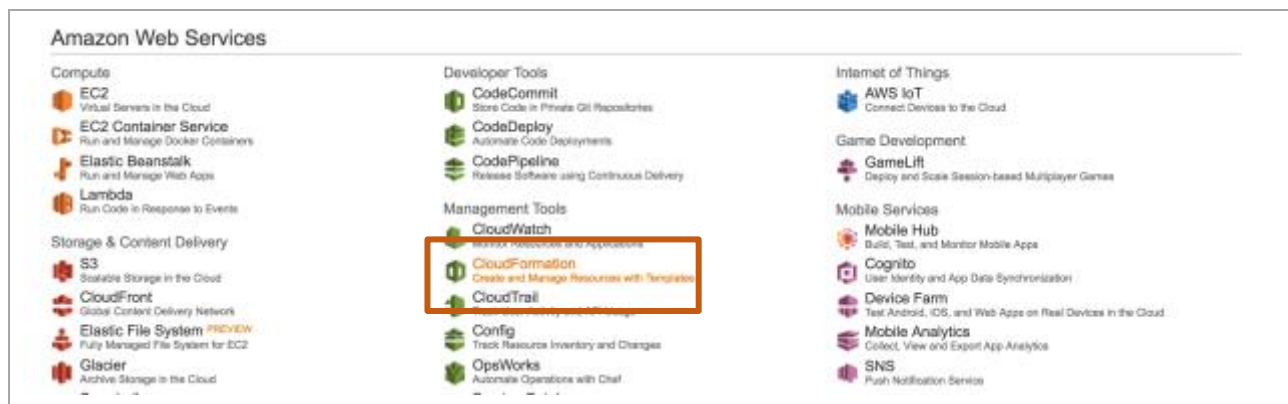 Amazon Web Services
Compute
EC2
Virtual Servers in the Cloud
EC2 Container Service
Run and Manage Docker Containers
Elastic Beanstalk
Run and Manage Web Apps
Lambda
Run Code in Response to Events
Storage & Content Delivery
S3
Scalable Storage in the Cloud
CloudFront
Global Content Delivery Network
Elastic File System PREVIEW
Fully Managed File System for EC2
Glacier
Archive Storage in the Cloud
Developer Tools
CodeCommit
Store Code in Private Git Repositories
CodeDeploy
Automate Code Deployments
CodePipeline
Release Software using Continuous Delivery
Management Tools
CloudWatch
Monitor Resources and Applications
CloudFormation
Create and Manage Resources with Templates
CloudTrail
Config
Track Resource Inventory and Changes
OpsWorks
Automate Operations with Chef
Internet of Things
AWS IoT
Connect Devices to the Cloud
Game Development
GameLift
Deploy and Scale Session-based Multiplayer Games
Mobile Services
Mobile Hub
Build, Test, and Monitor Mobile Apps
Cognito
User Identity and App Data Synchronization
Device Farm
Test Android, iOS, and Web Apps on Real Devices in the Cloud
Mobile Analytics
Collect, View and Export App Analytics
SNS
Push Notification Service